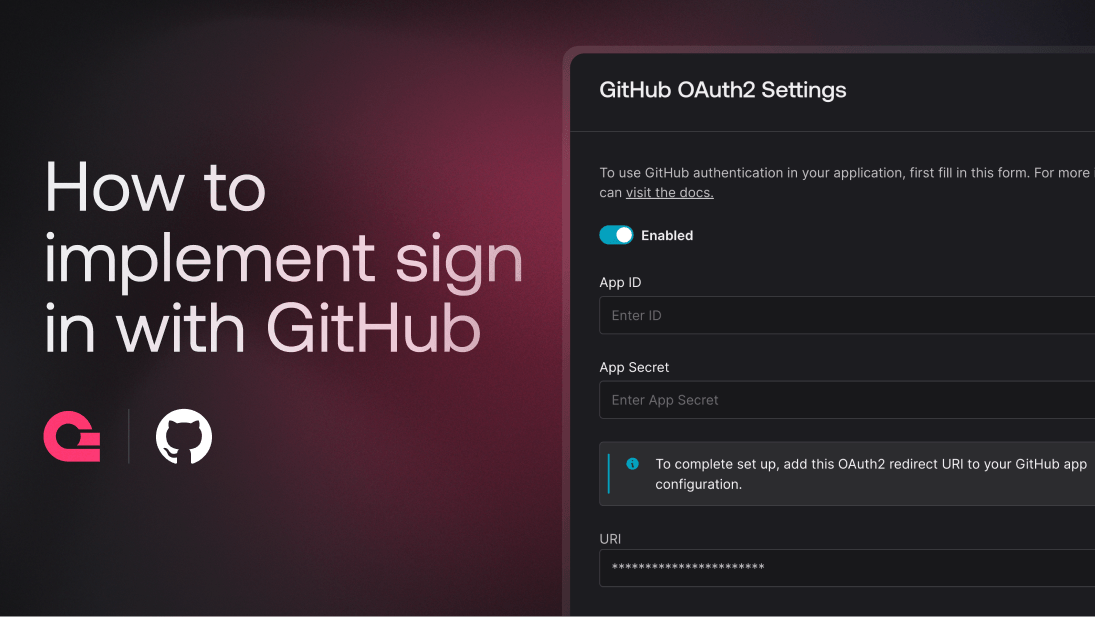 How to
implement sign
in with GitHub
GitHub OAuth2 Settings
To use GitHub authentication in your application, first fill in this form. For more
can visit the docs.
Enabled
App ID
Enter ID
App Secret
Enter App Secret
To complete set up, add this OAuth2 redirect URI to your GitHub app
configuration.
URI
***********************